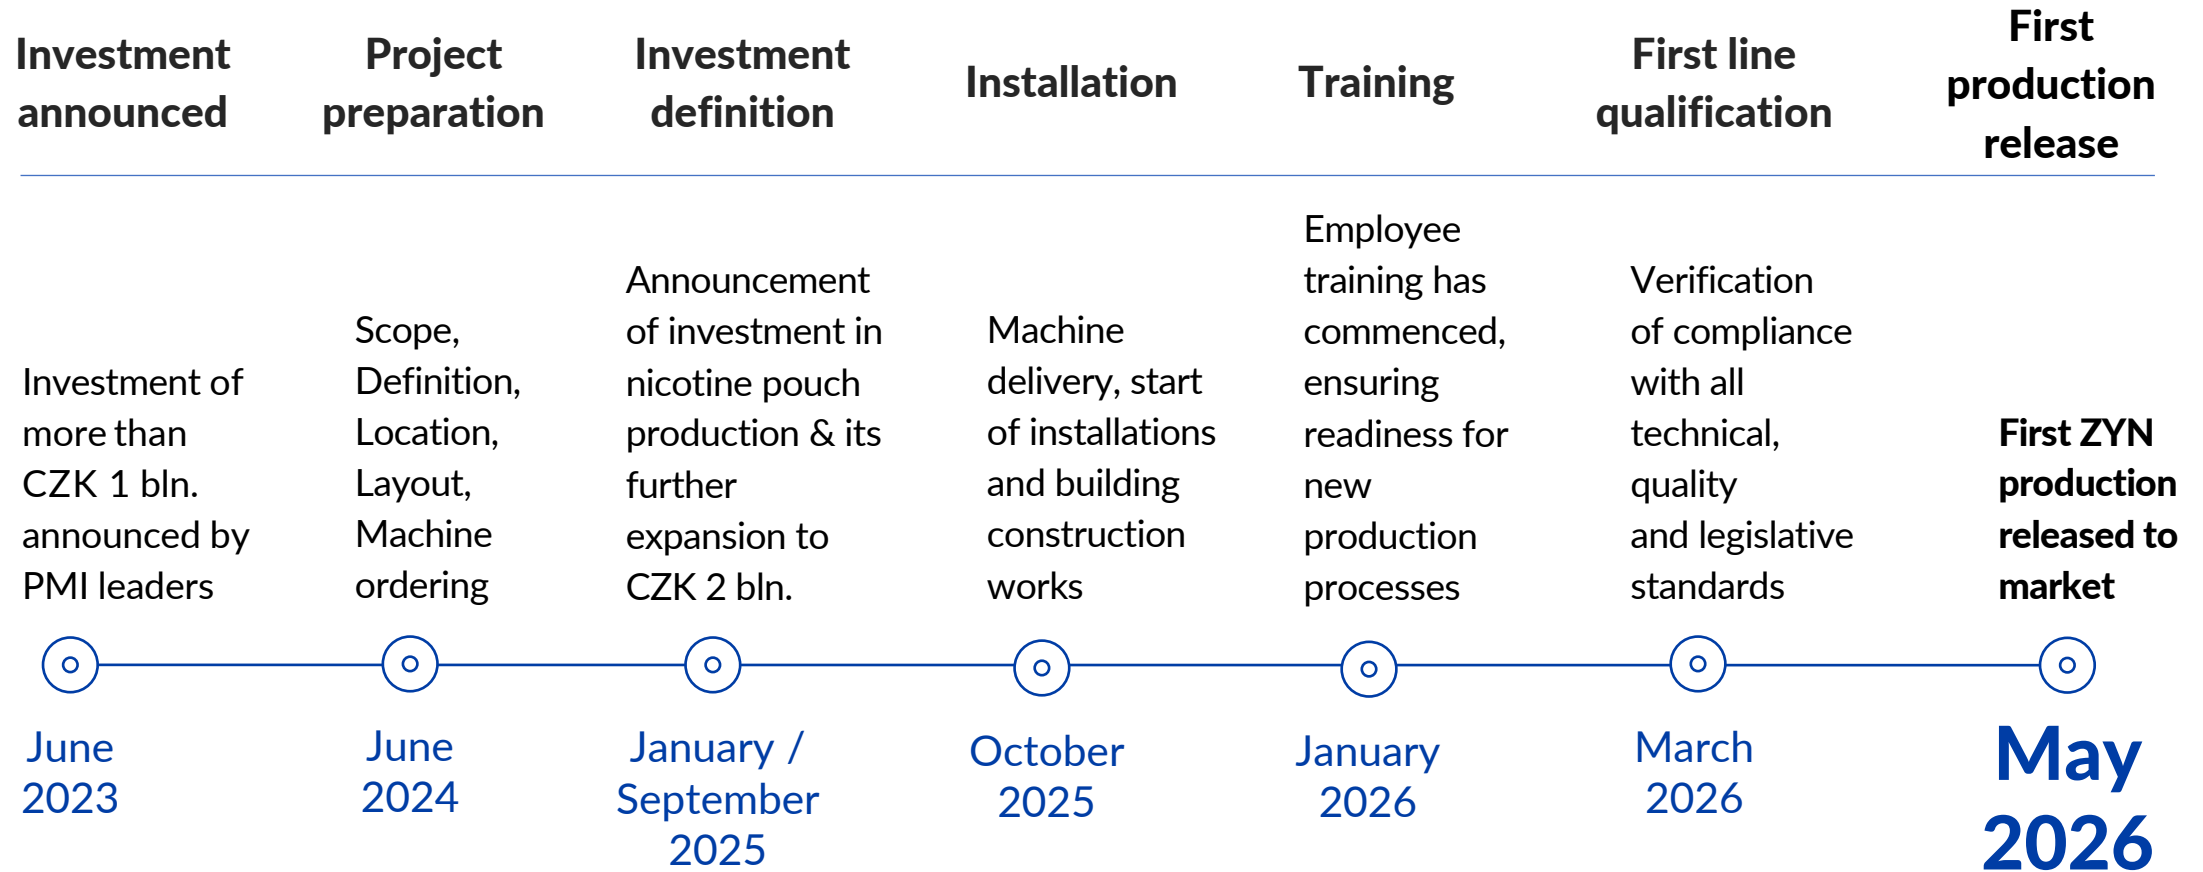 Investment
announced
Project
preparation
Investment
definition
Installation
Training
First line
qualification
First
production
release
Investment of
more than
CZK 1 bln.
announced by
PMI leaders
Scope,
Definition,
Location,
Layout,
Machine
ordering
Announcement
of investment in
nicotine pouch
production & its
further
expansion to
CZK 2 bln.
Machine
delivery, start
of installations
and building
construction
works
Employee
training has
commenced,
ensuring
readiness for
new
production
processes
Verification
of compliance
with all
technical,
quality
and legislative
standards
First ZYN
production
released to
market
June
2023
June
2024
January /
September
2025
October
2025
January
2026
March
2026
May
2026